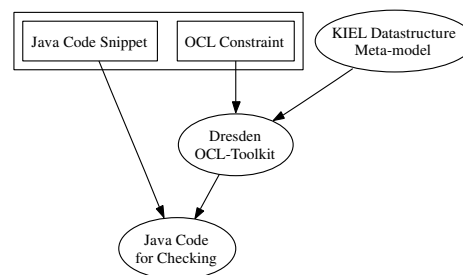 Java Code Snippet
OCL Constraint
KIEL Datastructure
Meta-model
Dresden
OCL-Toolkit
Java Code
for Checking